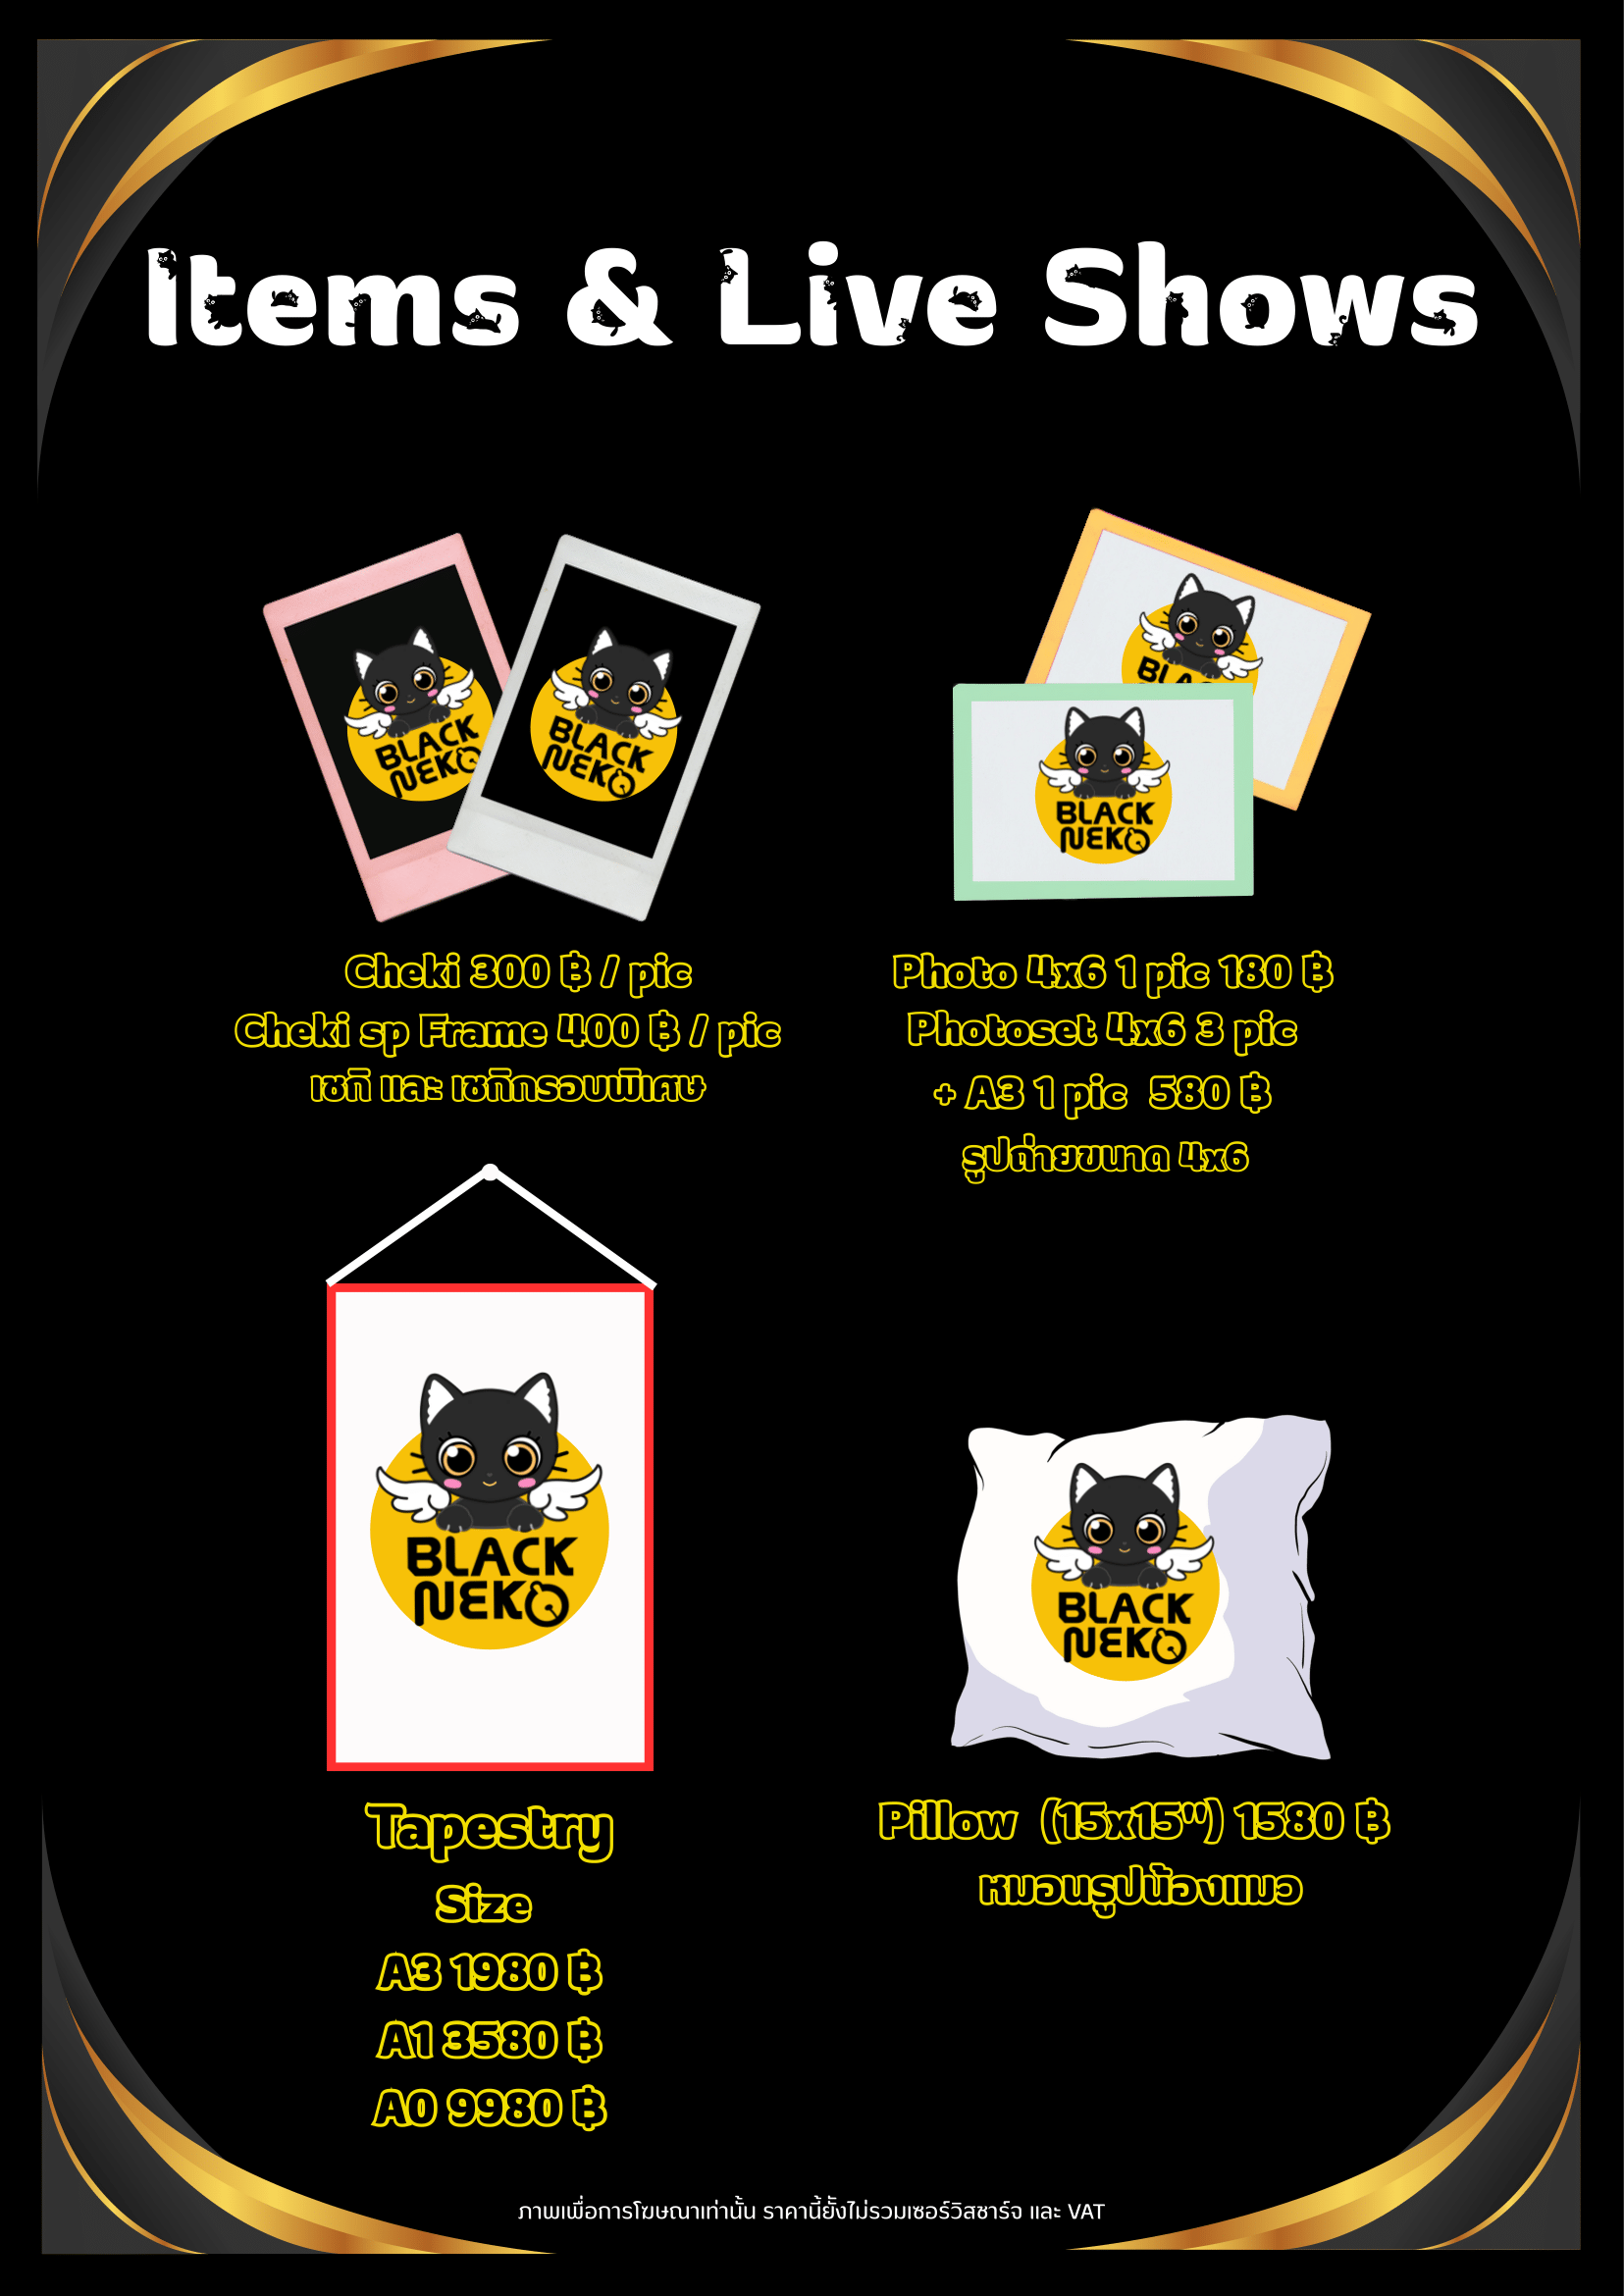 Items & Live Shows
BLACK
NEKO
BLACK
NEKO
BLACK
NEKO
Cheki 300 ฿ / pic
Cheki sp Frame 400 ฿ / pic
เชกิ และ เชกิกรอบพิเศษ
Photo 4x6 1 pic 180 ฿
Photoset 4x6 3 pic
+ A3 1 pic 580 ฿
รูปถ่ายขนาด 4x6
BLACK
NEKO
Tapestry
Size
A3 1980 ฿
A1 3580 ฿
A0 9980 ฿
BLACK
NEKO
Pillow (15x15") 1580 ฿
หมอนรูปน้องแมว
ภาพเพื่อการโฆษณาเท่านั้น ราคานี้ยังไม่รวมเซอร์วิสชาร์จ และ VAT